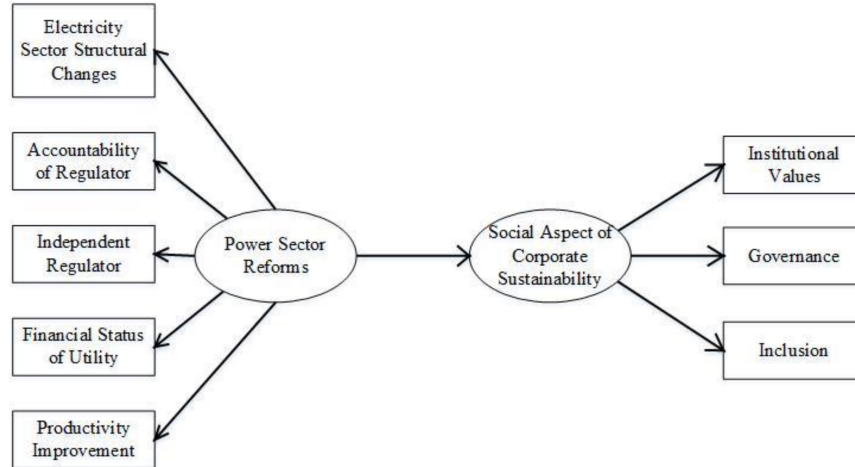 Electricity
Sector Structural
Changes
Accountability
of Regulator
Independent
Regulator
Financial Status
of Utility
Productivity
Improvement
Power Sector
Reforms
Social Aspect of
Corporate
Sustainability
Institutional
Values
Governance
Inclusion